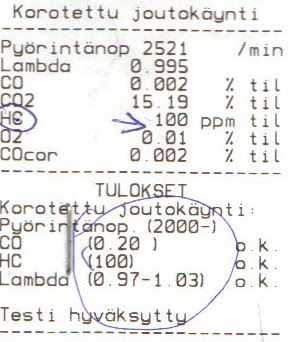 Korotettu joutokäynti
Pyörintänop 2521 /min
Lambda 0.995
CO 0.002 % til
CO2 15.19 % til
HC 100 ppm til
O2 0.01 % til
COcor 0.002 % til
TULOKSET
Korotettu joutokäynti:
Pyörintänop. (2000-)
CO (0.20 ) o.k.
HC (100) o.k.
Lambda (0.97-1.03) o.k.
Testi hyväksytty